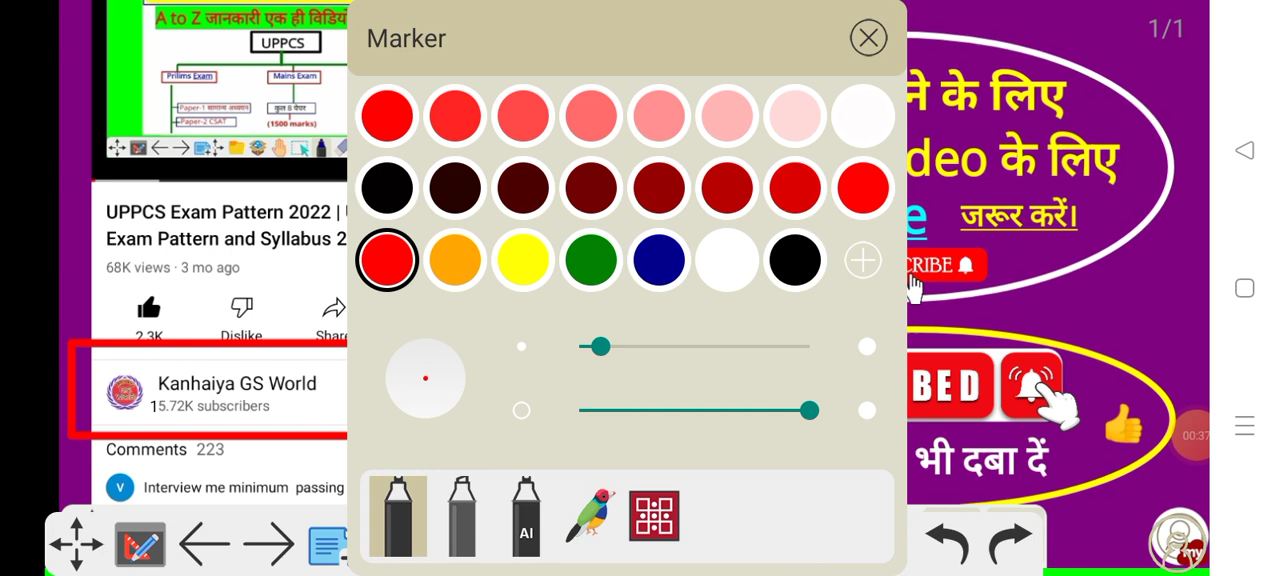 A to Z जानकारी एक ही विडियो
UPPCS
Prilims Exam
Mains Exam
Paper-1 सामान्य अध्ययन
Paper-2 CSAT
कुल 8 पेपर
(1500 marks)
UPPCS Exam Pattern 2022 |
Exam Pattern and Syllabus 2
68K views · 3 mo ago
2.3K
Dislike
Share
Kanhaiya GS World
15.72K subscribers
Comments 223
V
Interview me minimum passing
Marker
AI
1/1
ने के लिए
deo के लिए
e जरूर करें।
CRIBE
BED
00:37
भी दबा दें
my